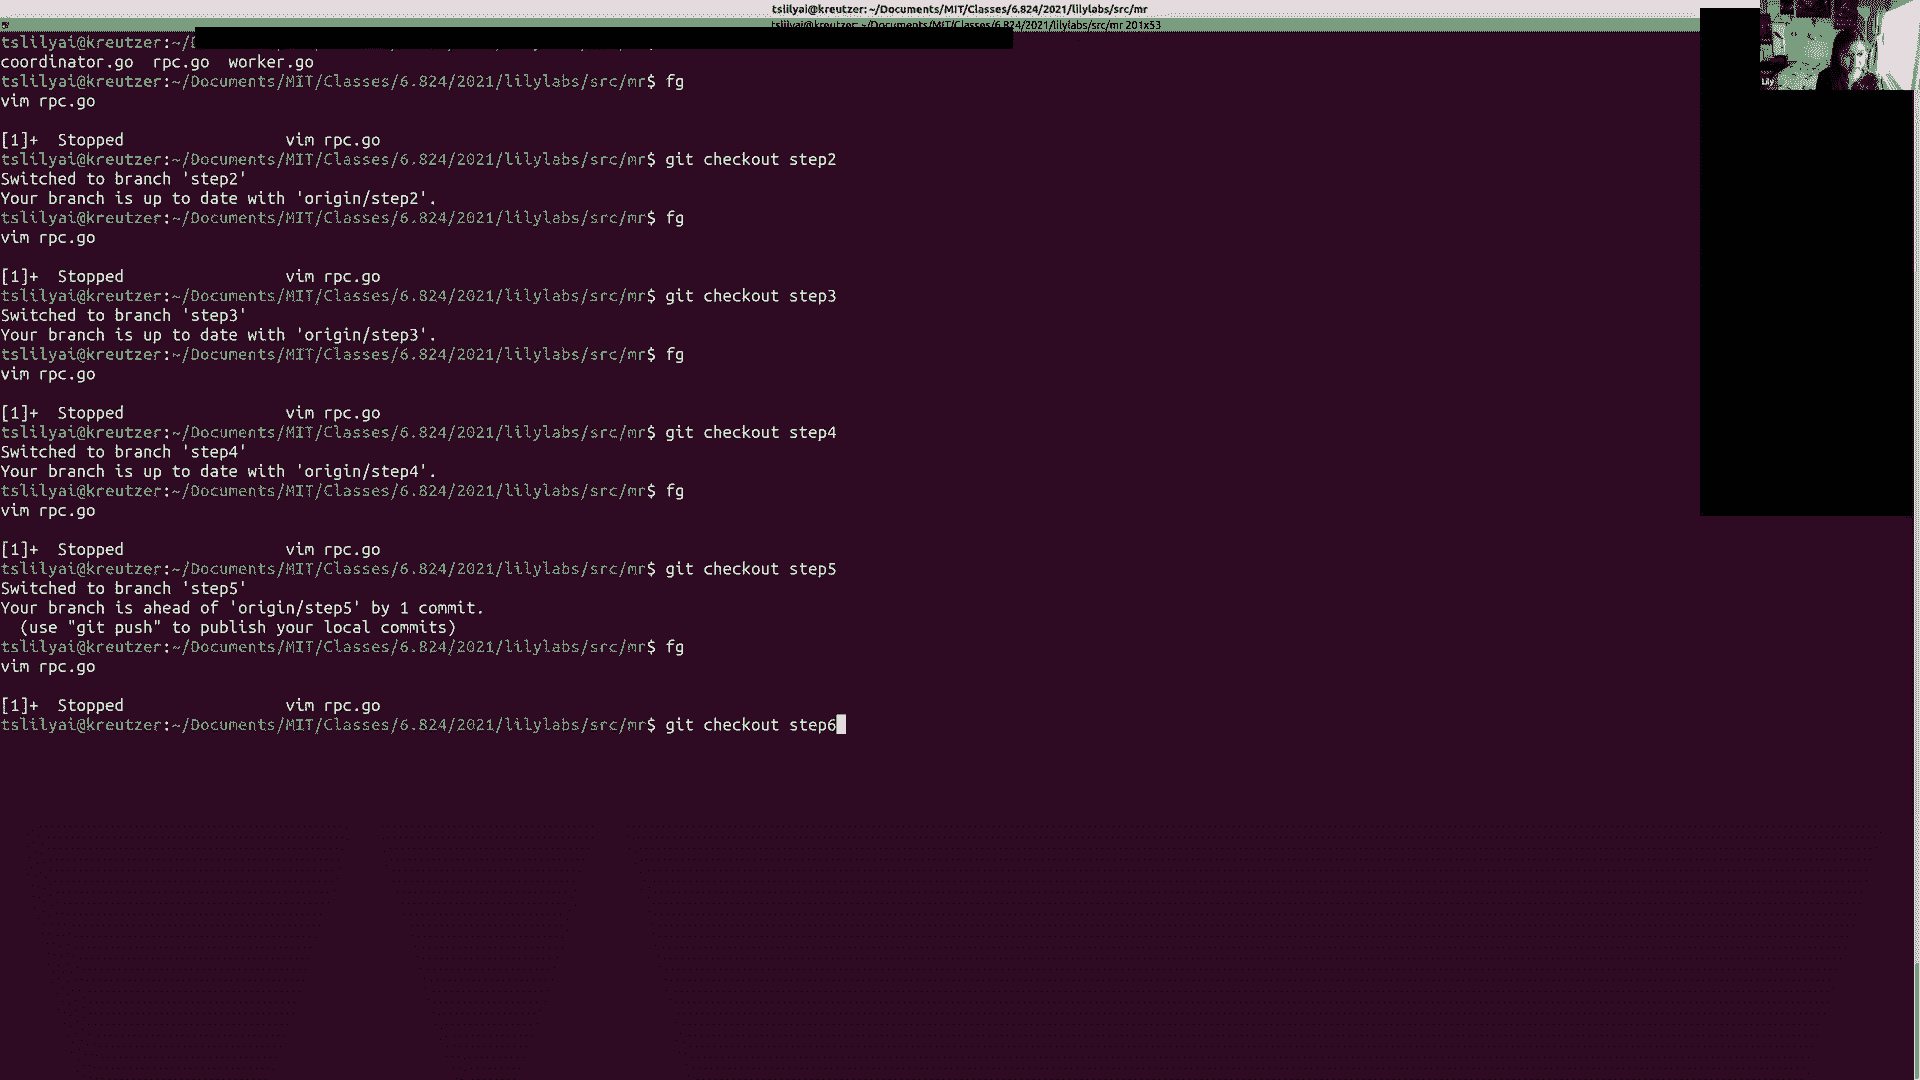 tslilyai@kreutzer: ~/Documents/MIT/Classes/6.824/2021/lilylabs/src/mr
tslilyai@kreutzer: ~/Documents/MIT/Classes/6.824/2021/lilylabs/src/mr 201x53
tslilyai@kreutzer:~/
coordinator.go  rpc.go  worker.go
tslilyai@kreutzer:~/Documents/MIT/Classes/6.824/2021/lilylabs/src/mr$ fg
vim rpc.go
[1]+  Stopped                 vim rpc.go
tslilyai@kreutzer:~/Documents/MIT/Classes/6.824/2021/lilylabs/src/mr$ git checkout step2
Switched to branch 'step2'
Your branch is up to date with 'origin/step2'.
tslilyai@kreutzer:~/Documents/MIT/Classes/6.824/2021/lilylabs/src/mr$ fg
vim rpc.go
[1]+  Stopped                 vim rpc.go
tslilyai@kreutzer:~/Documents/MIT/Classes/6.824/2021/lilylabs/src/mr$ git checkout step3
Switched to branch 'step3'
Your branch is up to date with 'origin/step3'.
tslilyai@kreutzer:~/Documents/MIT/Classes/6.824/2021/lilylabs/src/mr$ fg
vim rpc.go
[1]+  Stopped                 vim rpc.go
tslilyai@kreutzer:~/Documents/MIT/Classes/6.824/2021/lilylabs/src/mr$ git checkout step4
Switched to branch 'step4'
Your branch is up to date with 'origin/step4'.
tslilyai@kreutzer:~/Documents/MIT/Classes/6.824/2021/lilylabs/src/mr$ fg
vim rpc.go
[1]+  Stopped                 vim rpc.go
tslilyai@kreutzer:~/Documents/MIT/Classes/6.824/2021/lilylabs/src/mr$ git checkout step5
Switched to branch 'step5'
Your branch is ahead of 'origin/step5' by 1 commit.
  (use "git push" to publish your local commits)
tslilyai@kreutzer:~/Documents/MIT/Classes/6.824/2021/lilylabs/src/mr$ fg
vim rpc.go
[1]+  Stopped                 vim rpc.go
tslilyai@kreutzer:~/Documents/MIT/Classes/6.824/2021/lilylabs/src/mr$ git checkout step6
Lily